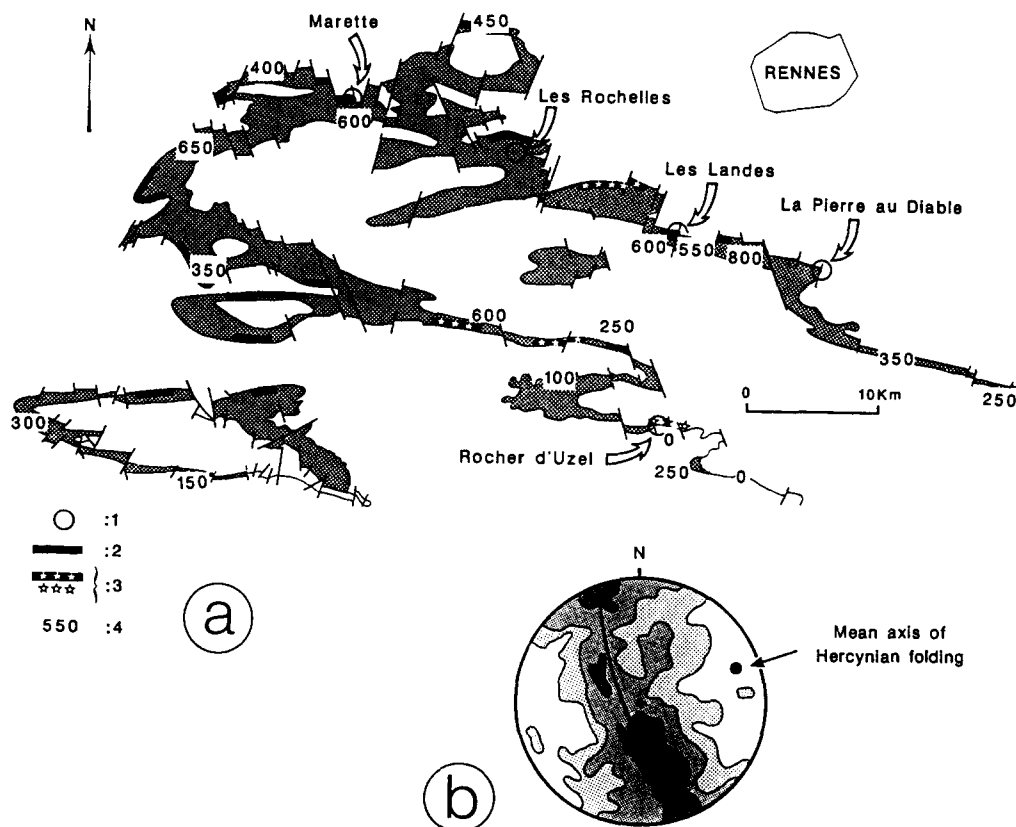 N
Marette
450
RENNES
400
600
Les Rochelles
650
Les Landes
La Pierre au Diable
600
550
800
350
600
250
350
100
0
10Km
250
300
0
Rocher d'Uzel
250
0
150
:1
:2
:3
550 :4
a
N
Mean axis of
Hercynian folding
b